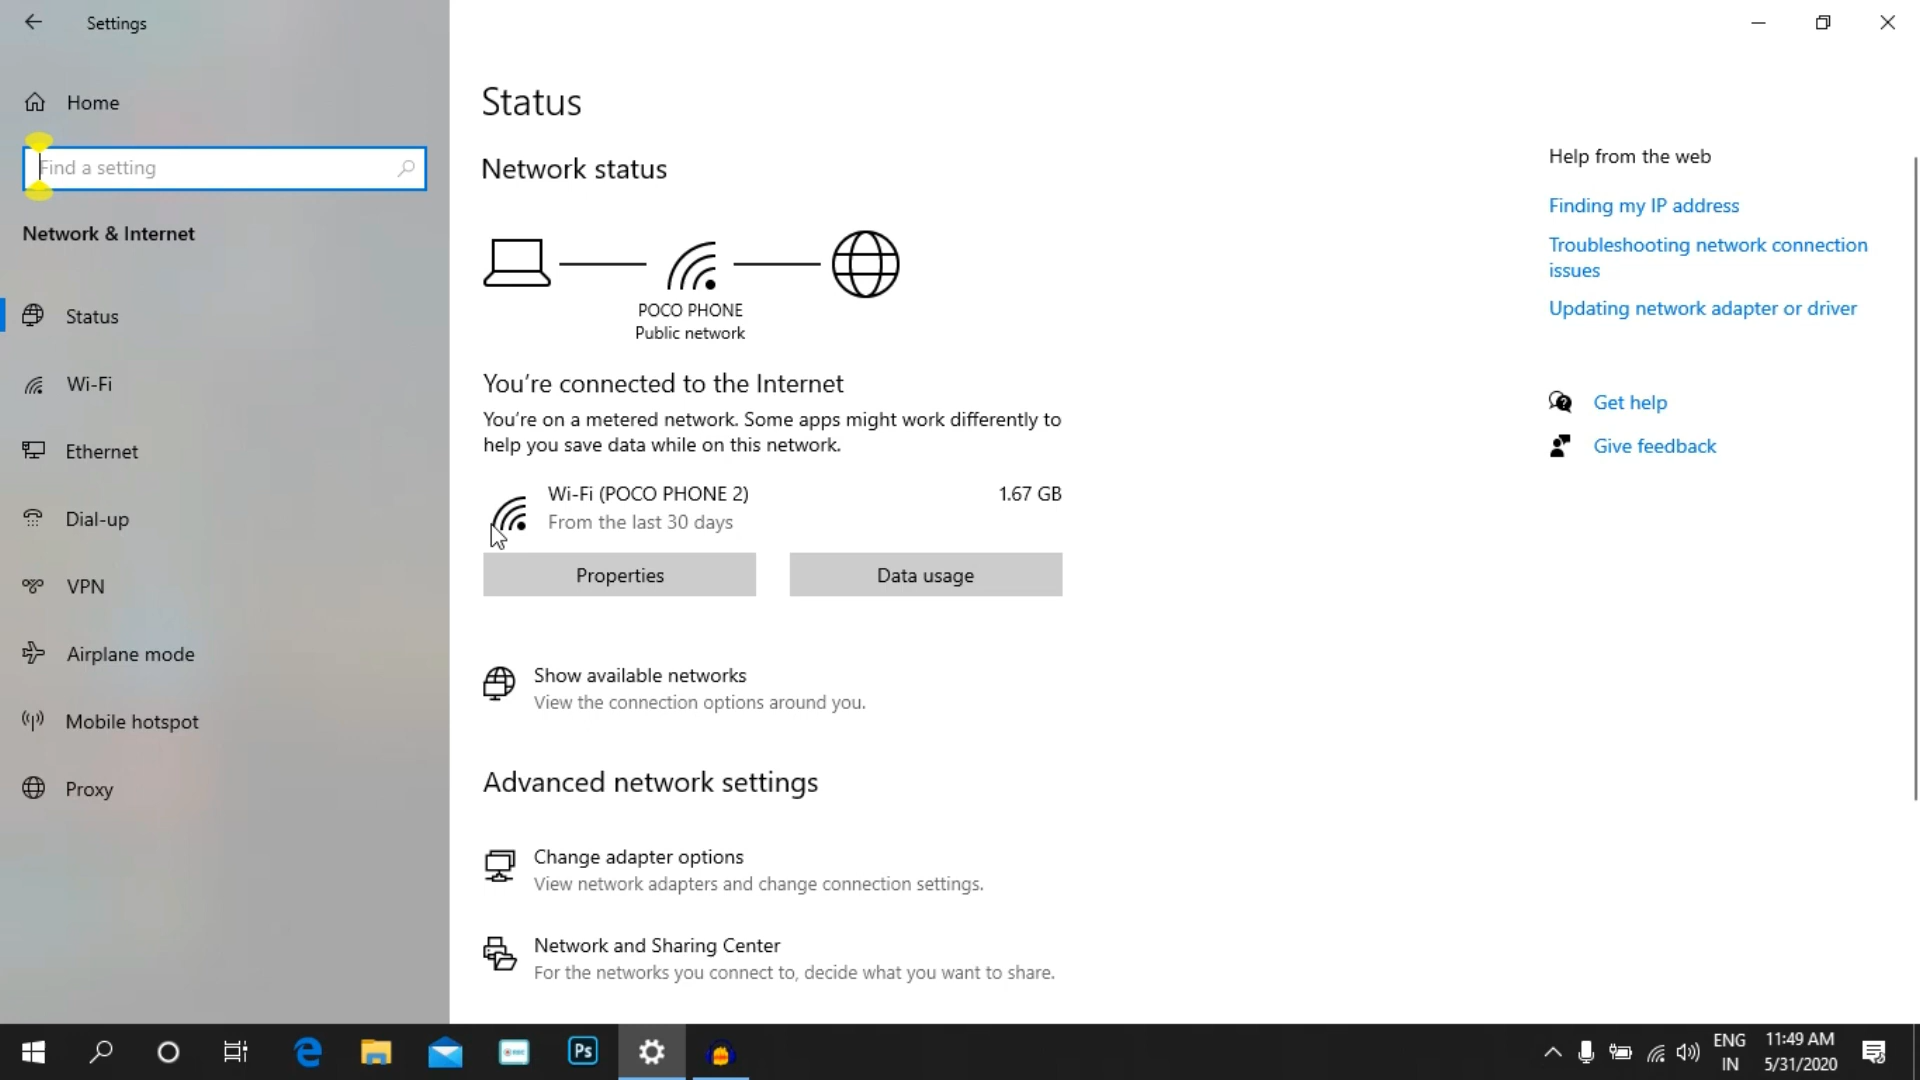 Settings
Home
Find a setting
Network & Internet
Status
Wi-Fi
Ethernet
Dial-up
VPN
Airplane mode
Mobile hotspot
Proxy
Status
Network status
POCO PHONE
Public network
You're connected to the Internet
You're on a metered network. Some apps might work differently to
help you save data while on this network.
Wi-Fi (POCO PHONE 2)
1.67 GB
From the last 30 days
Properties
Data usage
Show available networks
View the connection options around you.
Advanced network settings
Change adapter options
View network adapters and change connection settings.
Network and Sharing Center
For the networks you connect to, decide what you want to share.
Help from the web
Finding my IP address
Troubleshooting network connection
issues
Updating network adapter or driver
Get help
Give feedback
Ps
ENG
IN
11:49 AM
5/31/2020